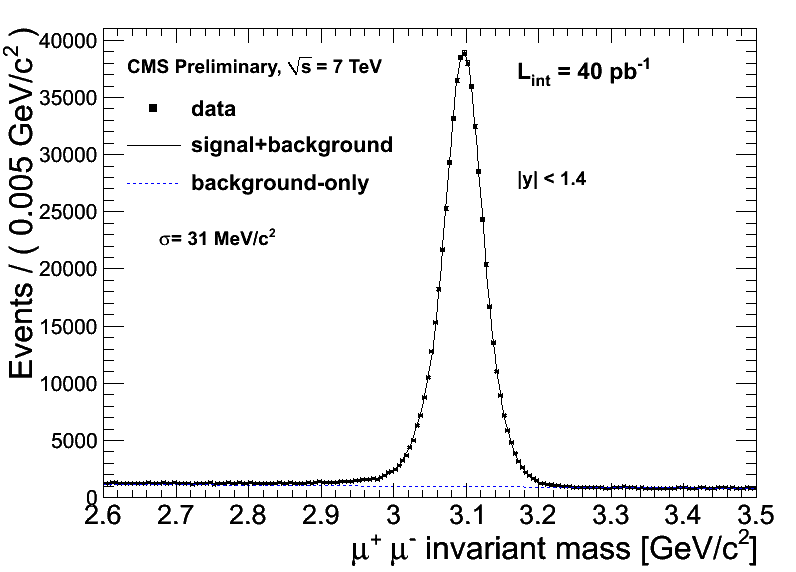 CMS Preliminary, √s = 7 TeV
L_int = 40 pb⁻¹
data
signal+background
background-only
|y| < 1.4
σ= 31 MeV/c²
Events / ( 0.005 GeV/c² )
40000
35000
30000
25000
20000
15000
10000
5000
0
2.6 2.7 2.8 2.9 3 3.1 3.2 3.3 3.4 3.5
μ⁺ μ⁻ invariant mass [GeV/c²]